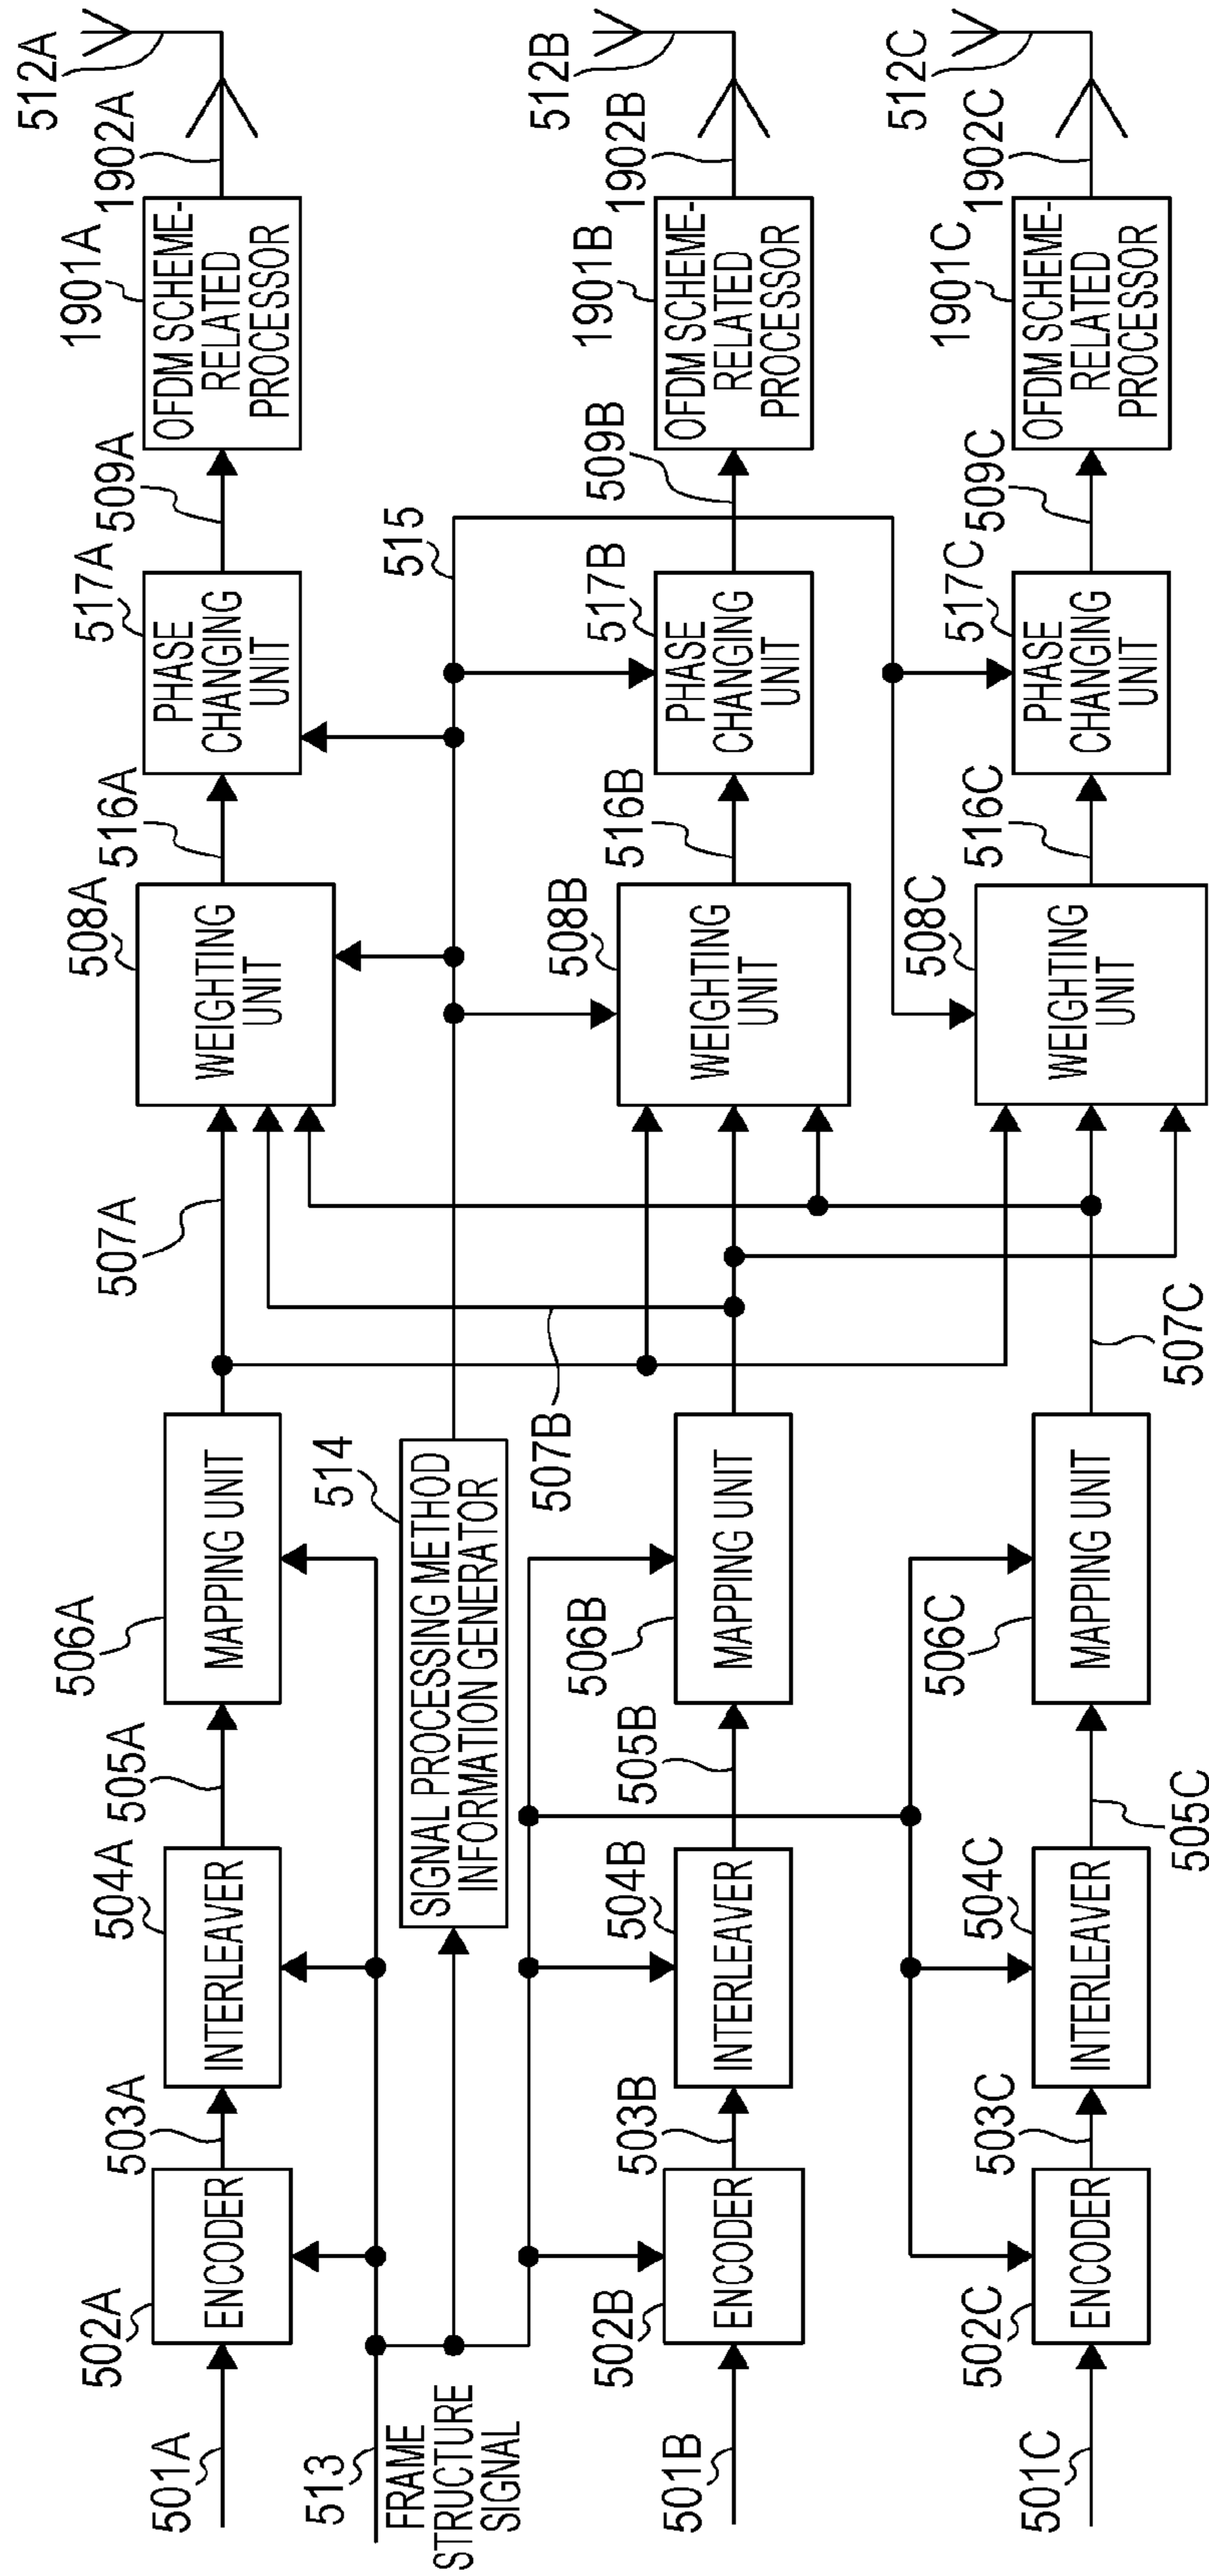 501A
502A
ENCODER
503A
504A
INTERLEAVER
505A
506A
MAPPING UNIT
507A
508A
WEIGHTING
UNIT
516A
517A
PHASE
CHANGING
UNIT
509A
1901A
OFDM SCHEME-
RELATED
PROCESSOR
1902A
512A
513
FRAME
STRUCTURE
SIGNAL
514
SIGNAL PROCESSING METHOD
INFORMATION GENERATOR
515
501B
502B
ENCODER
503B
504B
INTERLEAVER
505B
506B
MAPPING UNIT
507B
508B
WEIGHTING
UNIT
516B
517B
PHASE
CHANGING
UNIT
509B
1901B
OFDM SCHEME-
RELATED
PROCESSOR
1902B
512B
501C
502C
ENCODER
503C
504C
INTERLEAVER
505C
506C
MAPPING UNIT
507C
508C
WEIGHTING
UNIT
516C
517C
PHASE
CHANGING
UNIT
509C
1901C
OFDM SCHEME-
RELATED
PROCESSOR
1902C
512C